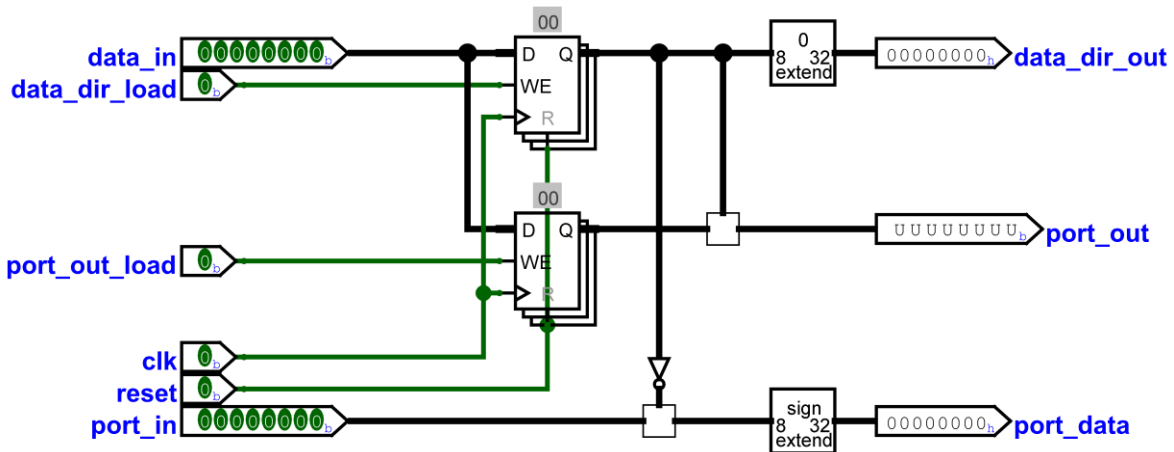 00
data_in 00000000b D Q 0 8 32 extend 00000000h data_dir_out
data_dir_load 0b WE
R
00
D Q UUUUUUUUb port_out
port_out_load 0b WE
R
clk 0b
reset 0b
port_in 00000000b sign 8 32 extend 00000000h port_data